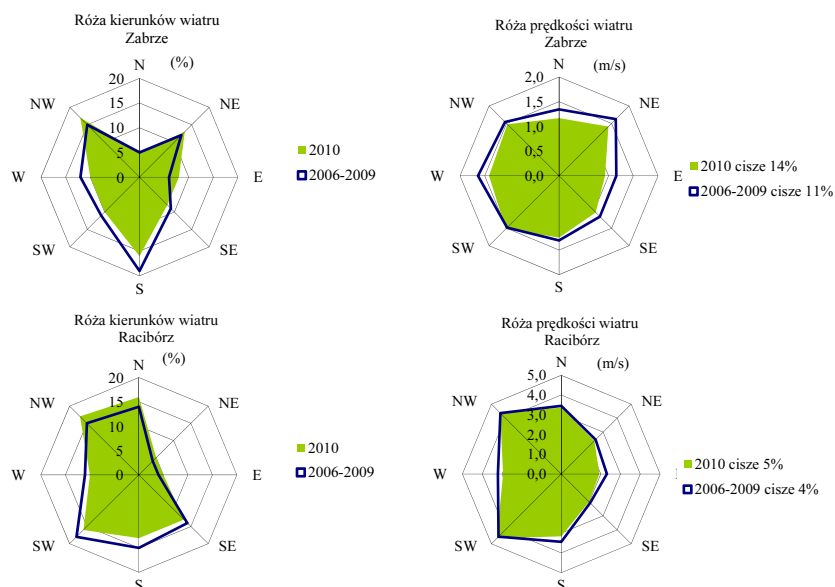 Róża kierunków wiatru
Zabrze
(%)
N
NE
E
SE
S
SW
W
NW
20
15
10
5
0
2010
2006-2009
Róża prędkości wiatru
Zabrze
(m/s)
N
NE
E
SE
S
SW
W
NW
2,0
1,5
1,0
0,5
0,0
2010 cisze 14%
2006-2009 cisze 11%
Róża kierunków wiatru
Racibórz
(%)
N
NE
E
SE
S
SW
W
NW
20
15
10
5
0
2010
2006-2009
Róża prędkości wiatru
Racibórz
(m/s)
N
NE
SE
S
SW
W
NW
5,0
4,0
3,0
2,0
1,0
0,0
2010 cisze 5%
2006-2009 cisze 4%